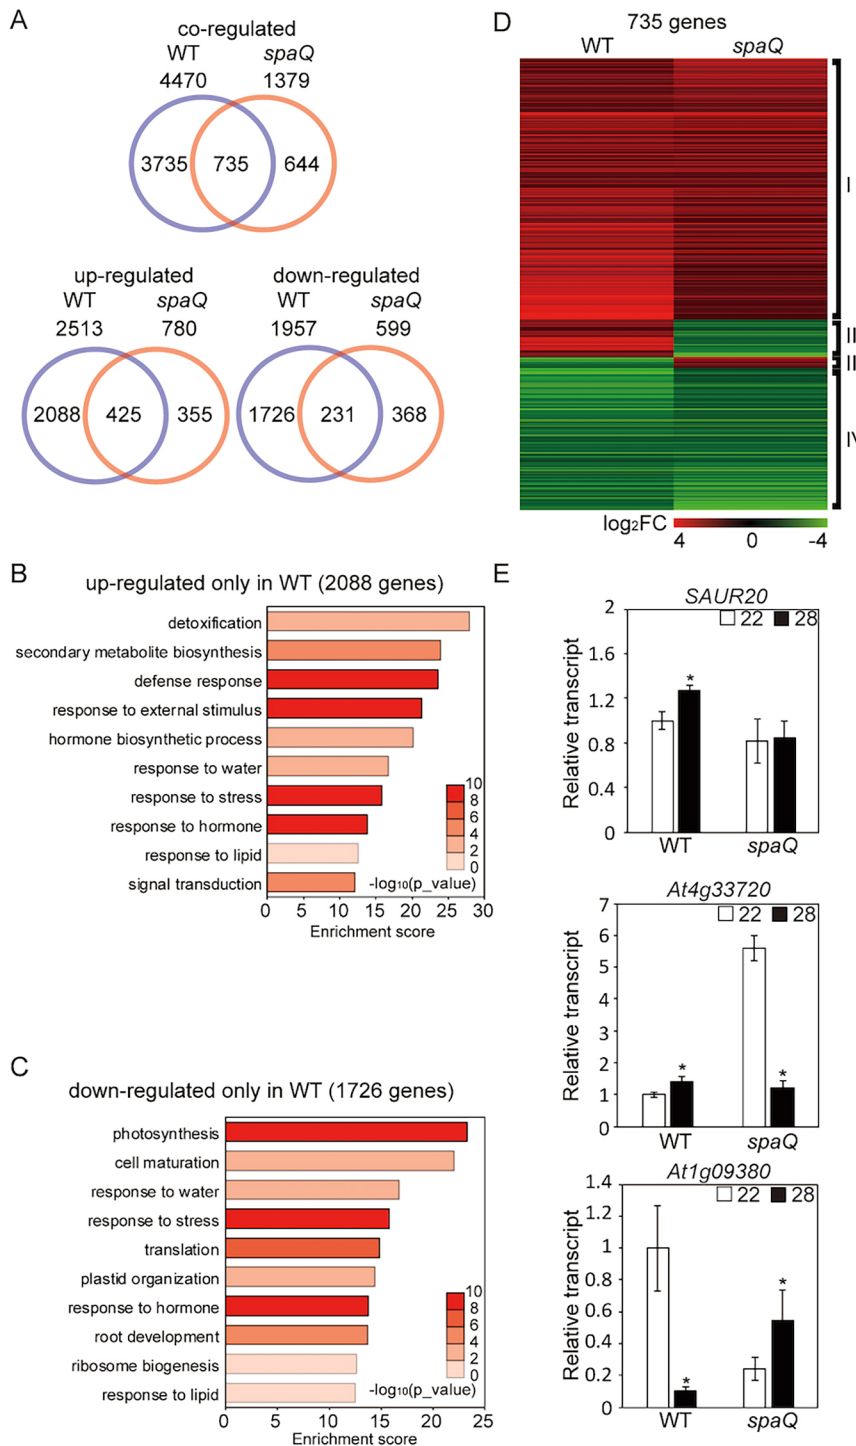 A
co-regulated
WT spaQ
4470 1379
3735 735 644
up-regulated down-regulated
WT spaQ WT spaQ
2513 780 1957 599
2088 425 355 1726 231 368
D
735 genes
WT spaQ
I
II
II
IV
log2FC
4 0 -4
B
up-regulated only in WT (2088 genes)
detoxification
secondary metabolite biosynthesis
defense response
response to external stimulus
hormone biosynthetic process
response to water
response to stress
response to hormone
response to lipid
signal transduction
10
8
6
4
2
0
-log10(p_value)
0 5 10 15 20 25 30
Enrichment score
C
down-regulated only in WT (1726 genes)
photosynthesis
cell maturation
response to water
response to stress
translation
plastid organization
response to hormone
root development
ribosome biogenesis
response to lipid
10
8
6
4
2
0
-log10(p_value)
0 5 10 15 20 25
Enrichment score
E
SAUR20
22 28
Relative transcript
2
1.6
1.2
0.8
0.4
0
*
WT spaQ
At4g33720
22 28
Relative transcript
7
6
5
4
3
2
1
0
* *
WT spaQ
At1g09380
22 28
Relative transcript
1.4
1.2
1
0.8
0.6
0.4
0.2
0
* *
WT spaQ